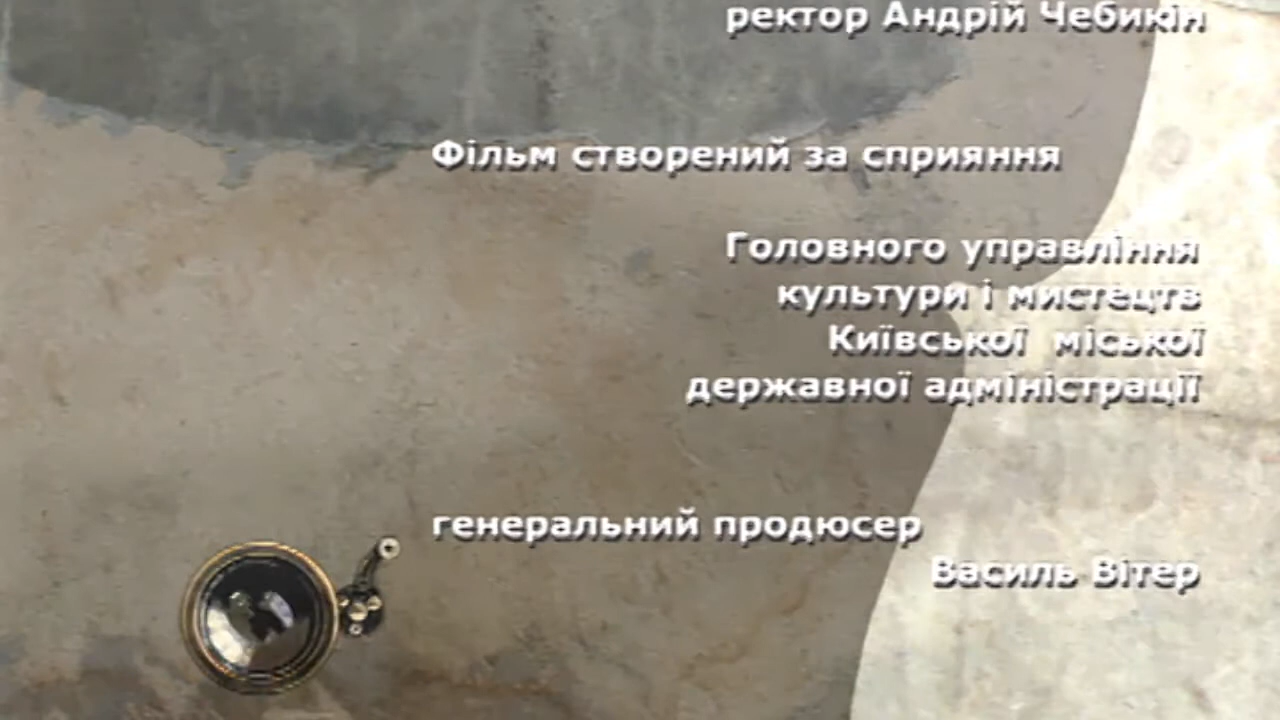 ректор Андрій Чебикін
Фільм створений за сприяння
Головного управління
культури і мистецтв
Київської міської
державної адміністрації
генеральний продюсер
Василь Вітер